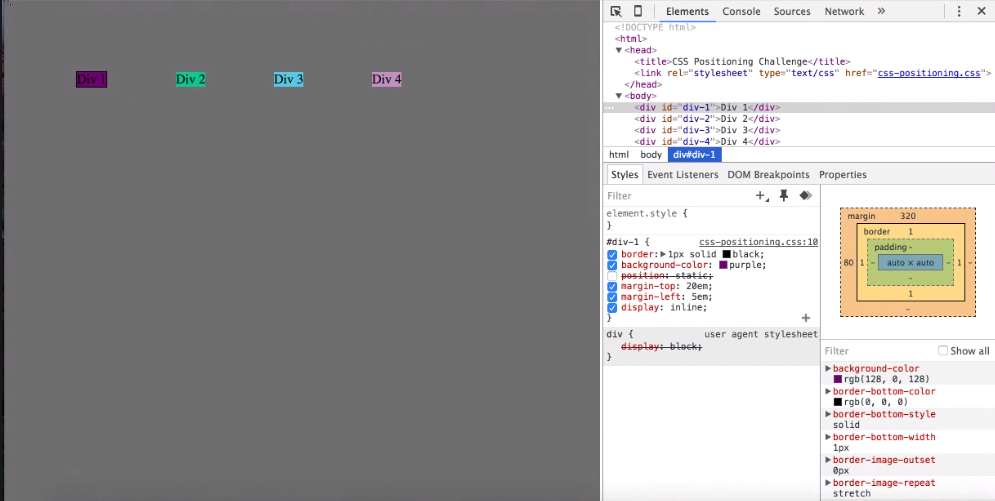 Div 1 Div 2 Div 3 Div 4
Elements Console Sources Network »
<!DOCTYPE html>
<html>
▼<head>
<title>CSS Positioning Challenge</title>
<link rel="stylesheet" type="text/css" href="css-positioning.css">
</head>
▼<body>
… <div id="div-1">Div 1</div>
<div id="div-2">Div 2</div>
<div id="div-3">Div 3</div>
<div id="div-4">Div 4</div>
html body div#div-1
Styles Event Listeners DOM Breakpoints Properties
Filter
element.style {
}
#div-1 { css-positioning.css:10
border:▶1px solid black;
background-color: purple;
position: static;
margin-top: 20em;
margin-left: 5em;
display: inline;
}
div { user agent stylesheet
display: block;
}
margin 320
border 1
padding -
80 1 - auto × auto - 1 -
-
1
-
Filter Show all
▶background-color
rgb(128, 0, 128)
▶border-bottom-color
rgb(0, 0, 0)
▶border-bottom-style
solid
▶border-bottom-width
1px
▶border-image-outset
0px
▶border-image-repeat
stretch